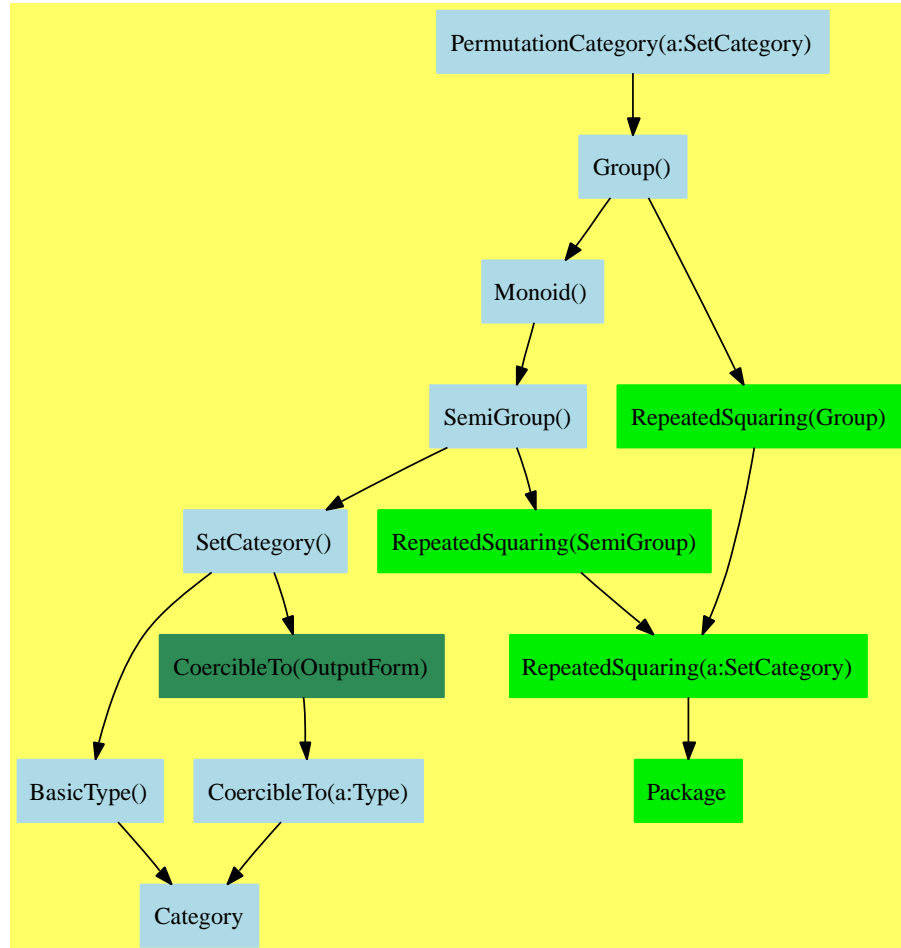 PermutationCategory(a:SetCategory)
Group()
Monoid()
SemiGroup()
RepeatedSquaring(Group)
SetCategory()
RepeatedSquaring(SemiGroup)
CoercibleTo(OutputForm)
RepeatedSquaring(a:SetCategory)
BasicType()
CoercibleTo(a:Type)
Package
Category